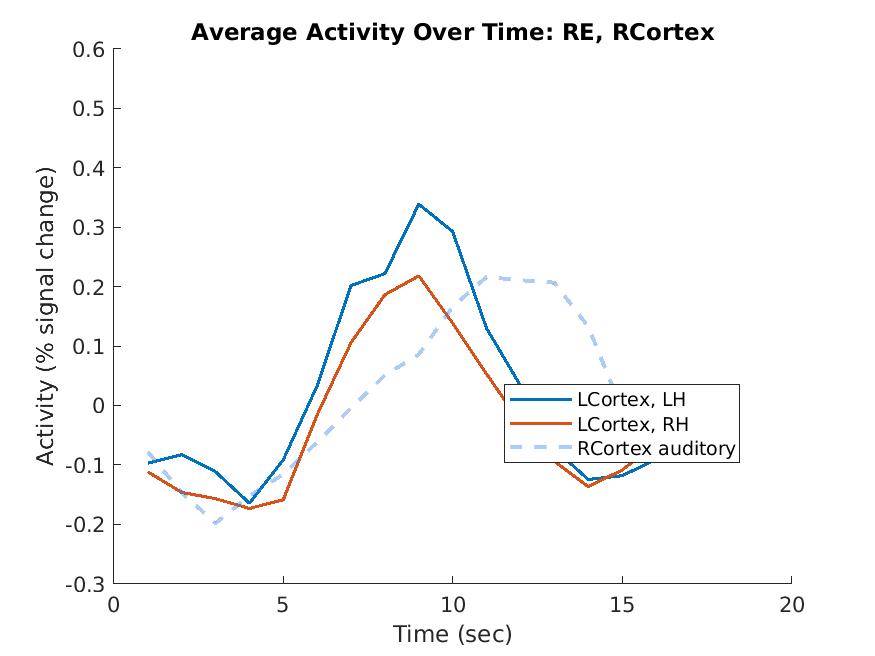 Average Activity Over Time: RE, RCortex
0.6
0.5
0.4
0.3
0.2
0.1
0
-0.1
-0.2
-0.3
Activity (% signal change)
LCortex, LH
LCortex, RH
RCortex auditory
0 5 10 15 20
Time (sec)